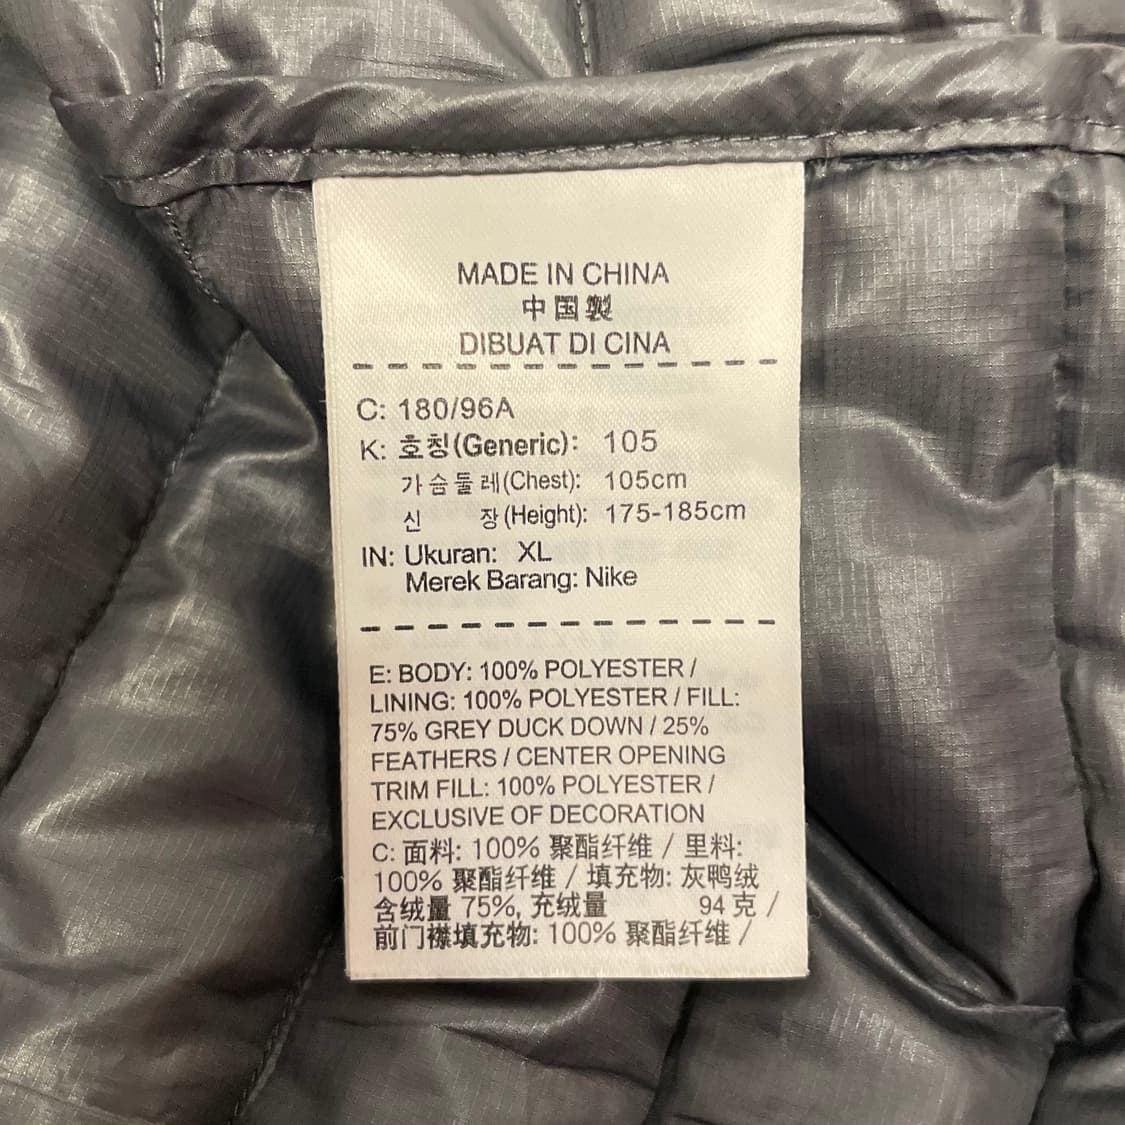 MADE IN CHINA
中国製
DIBUAT DI CINA
C: 180/96A
K: 호칭(Generic): 105
가슴둘레(Chest): 105cm
신 장(Height): 175-185cm
IN: Ukuran: XL
Merek Barang: Nike
E: BODY: 100% POLYESTER /
LINING: 100% POLYESTER / FILL:
75% GREY DUCK DOWN / 25%
FEATHERS / CENTER OPENING
TRIM FILL: 100% POLYESTER /
EXCLUSIVE OF DECORATION
C: 面料: 100% 聚酯纤维 / 里料:
100% 聚酯纤维 / 填充物: 灰鸭绒
含绒量 75%, 充绒量 94 克 /
前门襟填充物: 100% 聚酯纤维 /